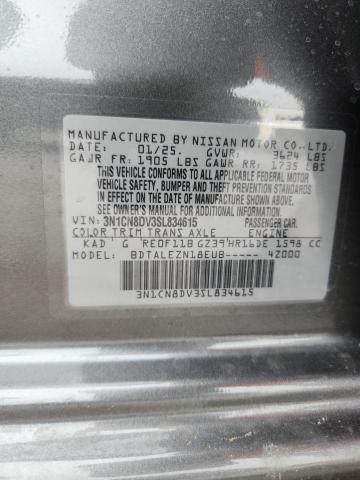 MANUFACTURED BY NISSAN MOTOR CO., LTD.
DATE: 01/25. GVWR: 3624 LBS
GAWR FR: 1905 LBS GAWR RR: 1735 LBS
THIS VEHICLE CONFORMS TO ALL
APPLICABLE FEDERAL MOTOR VEHICLE
SAFETY, BUMPER AND THEFT PREVENTION STANDARDS
IN EFFECT ON THE DATE OF
MANUFACTURE SHOWN ABOVE.
SEE OWNER'S MANUAL FOR ADDITIONAL INFORMATION
VIN: 3N1CN8DV3SL834615 PASSENGER CAR.
COLOR TRIM TRANS AXLE ENGINE
KAD G RE0F11B GZ39 HR16DE 1598 CC
MODEL: BDTALEZN18EUB----- 4Z000
3N1CN8DV3SL834615